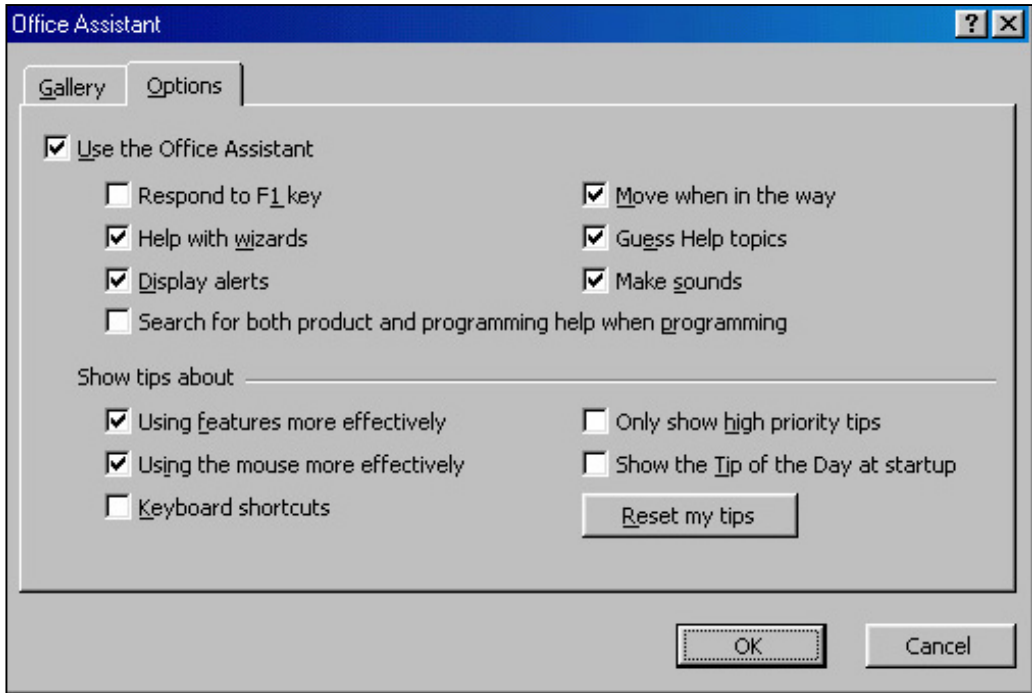 Office Assistant
Gallery Options
Use the Office Assistant
Respond to F1 key Move when in the way
Help with wizards Guess Help topics
Display alerts Make sounds
Search for both product and programming help when programming
Show tips about
Using features more effectively Only show high priority tips
Using the mouse more effectively Show the Tip of the Day at startup
Keyboard shortcuts Reset my tips
OK Cancel